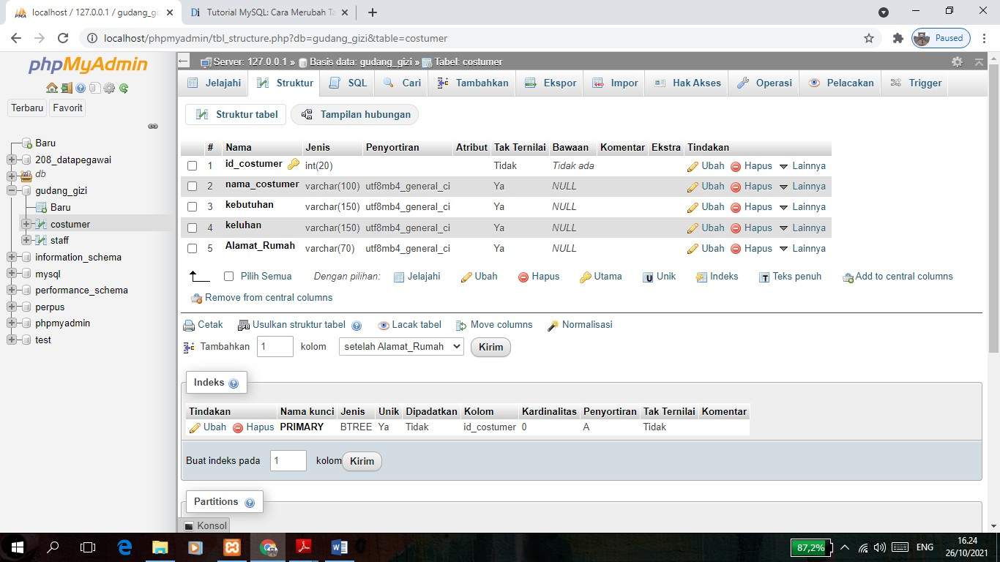 localhost / 127.0.0.1 / gudang_gi
Tutorial MySQL: Cara Merubah Ta
localhost/phpmyadmin/tbl_structure.php?db=gudang_gizi&table=costumer
Paused
phpMyAdmin
Terbaru Favorit
Baru
208_datapegawai
db
gudang_gizi
Baru
costumer
staff
information_schema
mysql
performance_schema
perpus
phpmyadmin
test
Server: 127.0.0.1 » Basis data: gudang_gizi » Tabel: costumer
Jelajahi Struktur SQL Cari Tambahkan Ekspor Impor Hak Akses Operasi Pelacakan Trigger
Struktur tabel Tampilan hubungan
# Nama Jenis Penyortiran Atribut Tak Ternilai Bawaan Komentar Ekstra Tindakan
1 id_costumer int(20) Tidak Tidak ada Ubah Hapus Lainnya
2 nama_costumer varchar(100) utf8mb4_general_ci Ya NULL Ubah Hapus Lainnya
3 kebutuhan varchar(150) utf8mb4_general_ci Ya NULL Ubah Hapus Lainnya
4 keluhan varchar(150) utf8mb4_general_ci Ya NULL Ubah Hapus Lainnya
5 Alamat_Rumah varchar(70) utf8mb4_general_ci Ya NULL Ubah Hapus Lainnya
Pilih Semua Dengan pilihan: Jelajahi Ubah Hapus Utama Unik Indeks Teks penuh Add to central columns
Remove from central columns
Cetak Usulkan struktur tabel Lacak tabel Move columns Normalisasi
Tambahkan 1 kolom setelah Alamat_Rumah Kirim
Indeks
Tindakan Nama kunci Jenis Unik Dipadatkan Kolom Kardinalitas Penyortiran Tak Ternilai Komentar
Ubah Hapus PRIMARY BTREE Ya Tidak id_costumer 0 A Tidak
Buat indeks pada 1 kolom Kirim
Partitions
Konsol
87,2% ENG 16.24
26/10/2021